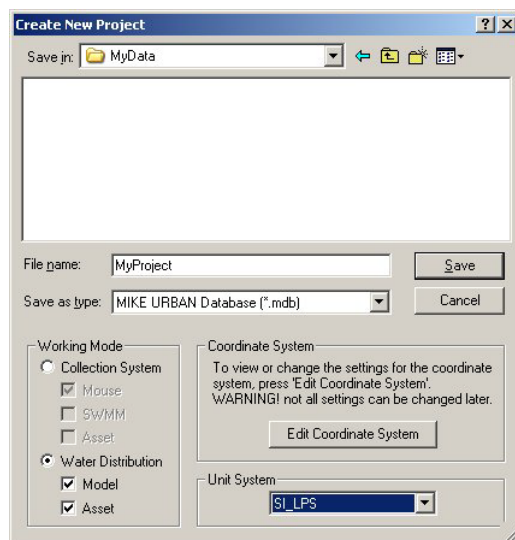 Create New Project
Save in: MyData
File name: MyProject
Save
Save as type: MIKE URBAN Database (*.mdb)
Cancel
Working Mode
Collection System
Mouse
SWMM
Asset
Water Distribution
Model
Asset
Coordinate System
To view or change the settings for the coordinate
system, press 'Edit Coordinate System'.
WARNING! not all settings can be changed later.
Edit Coordinate System
Unit System
SI_LPS